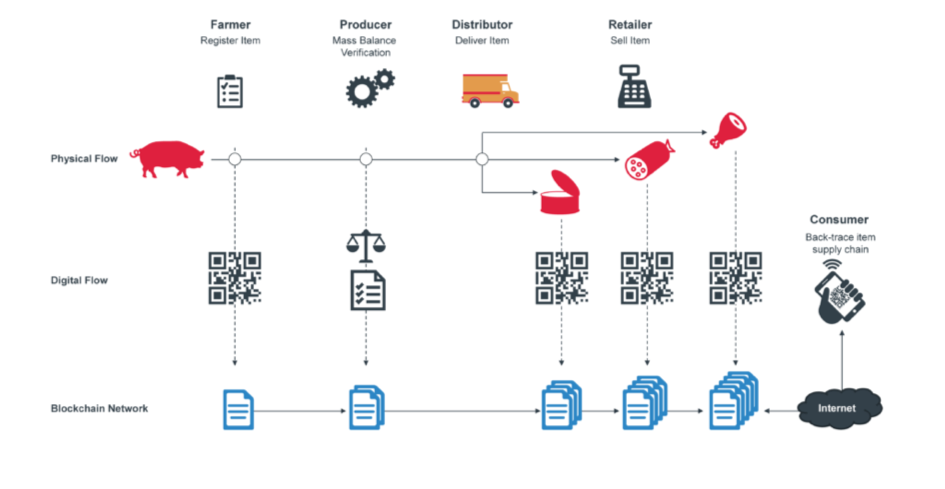 Farmer
Register Item
Producer
Mass Balance
Verification
Distributor
Deliver Item
Retailer
Sell Item
Physical Flow
Consumer
Back-trace item
supply chain
Digital Flow
Blockchain Network
Internet